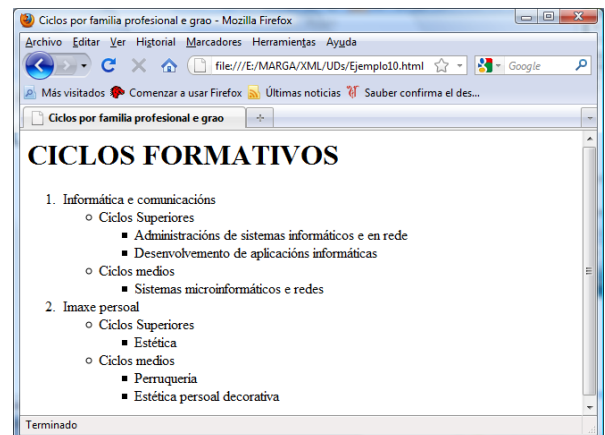 Ciclos por familia profesional e grao - Mozilla Firefox
Archivo Editar Ver Historial Marcadores Herramientas Ayuda
file:///E:/MARGA/XML/UDs/Ejemplo10.html Google
Más visitados Comenzar a usar Firefox Últimas noticias Sauber confirma el des...
Ciclos por familia profesional e grao
CICLOS FORMATIVOS
1. Informática e comunicacións
Ciclos Superiores
Administracións de sistemas informáticos e en rede
Desenvolvemento de aplicacións informáticas
Ciclos medios
Sistemas microinformáticos e redes
2. Imaxe persoal
Ciclos Superiores
Estética
Ciclos medios
Perruqueria
Estética persoal decorativa
Terminado